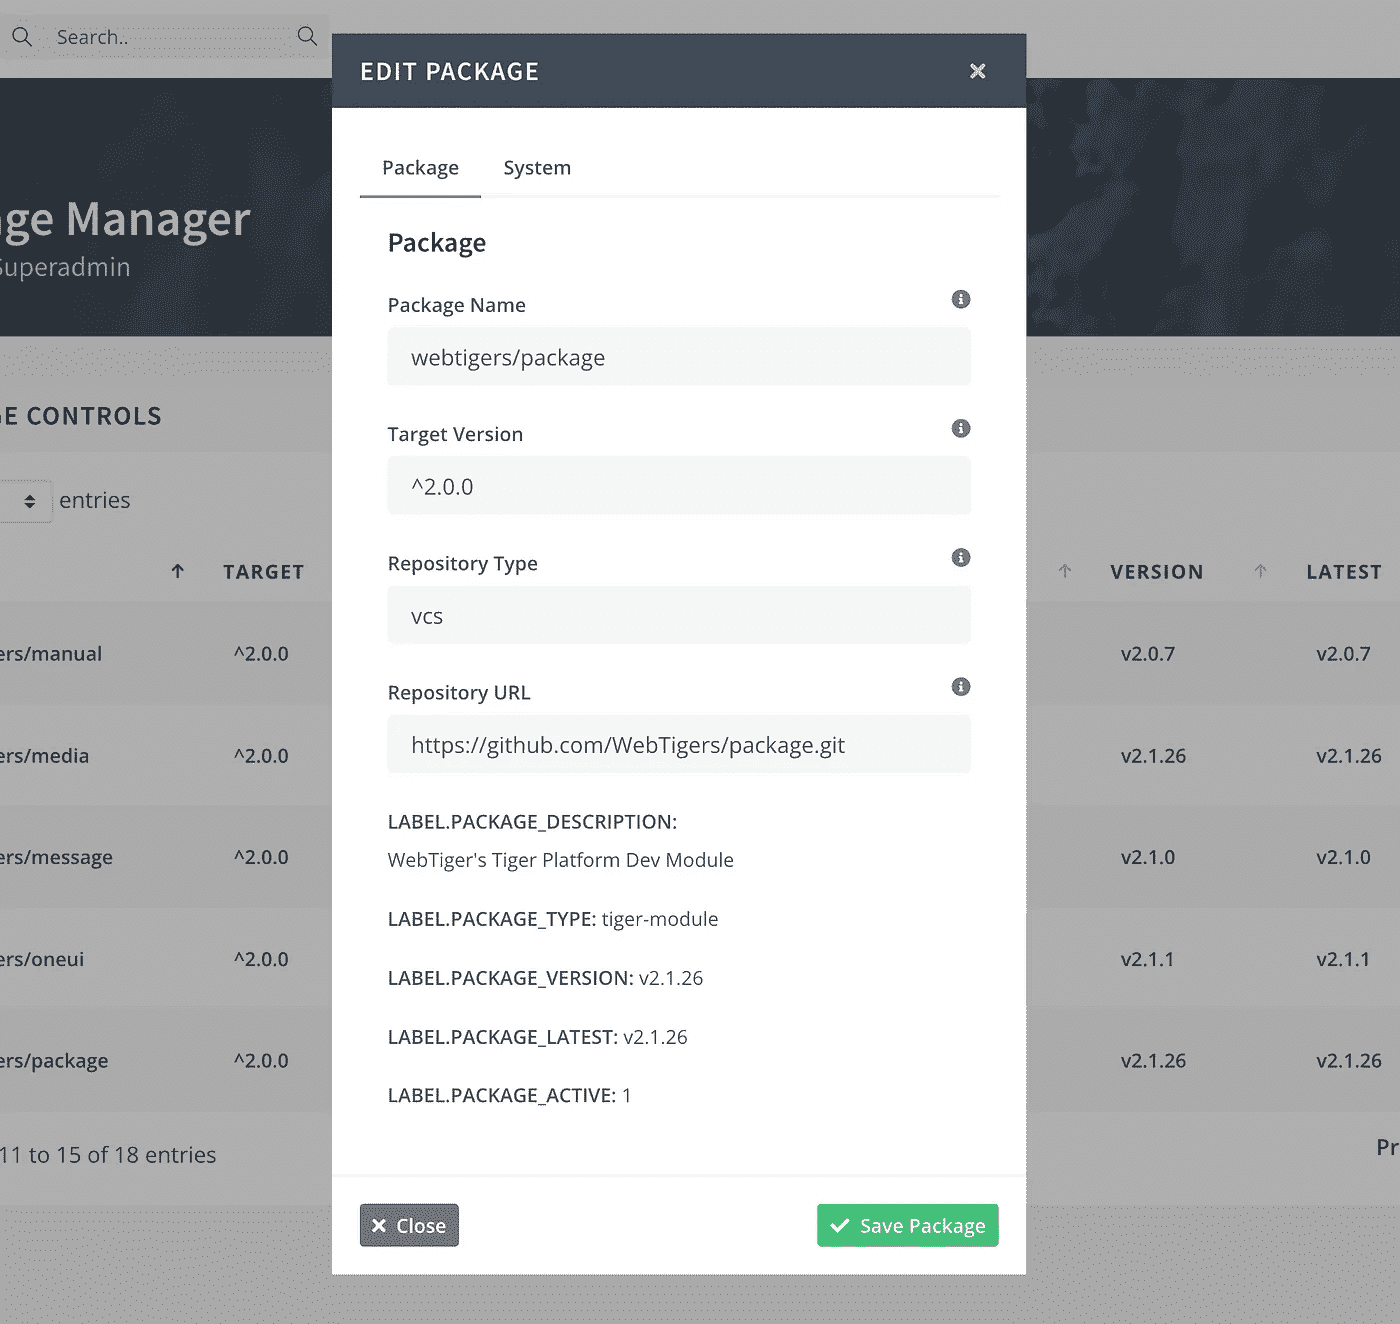 Search..
EDIT PACKAGE
ge Manager
Superadmin
Package System
Package
Package Name
webtigers/package
Target Version
^2.0.0
Repository Type
vcs
Repository URL
https://github.com/WebTigers/package.git
LABEL.PACKAGE_DESCRIPTION:
WebTiger's Tiger Platform Dev Module
LABEL.PACKAGE_TYPE: tiger-module
LABEL.PACKAGE_VERSION: v2.1.26
LABEL.PACKAGE_LATEST: v2.1.26
LABEL.PACKAGE_ACTIVE: 1
Close Save Package
GE CONTROLS
entries
TARGET VERSION LATEST
ers/manual ^2.0.0 v2.0.7 v2.0.7
ers/media ^2.0.0 v2.1.26 v2.1.26
ers/message ^2.0.0 v2.1.0 v2.1.0
ers/oneui ^2.0.0 v2.1.1 v2.1.1
ers/package ^2.0.0 v2.1.26 v2.1.26
11 to 15 of 18 entries Pr